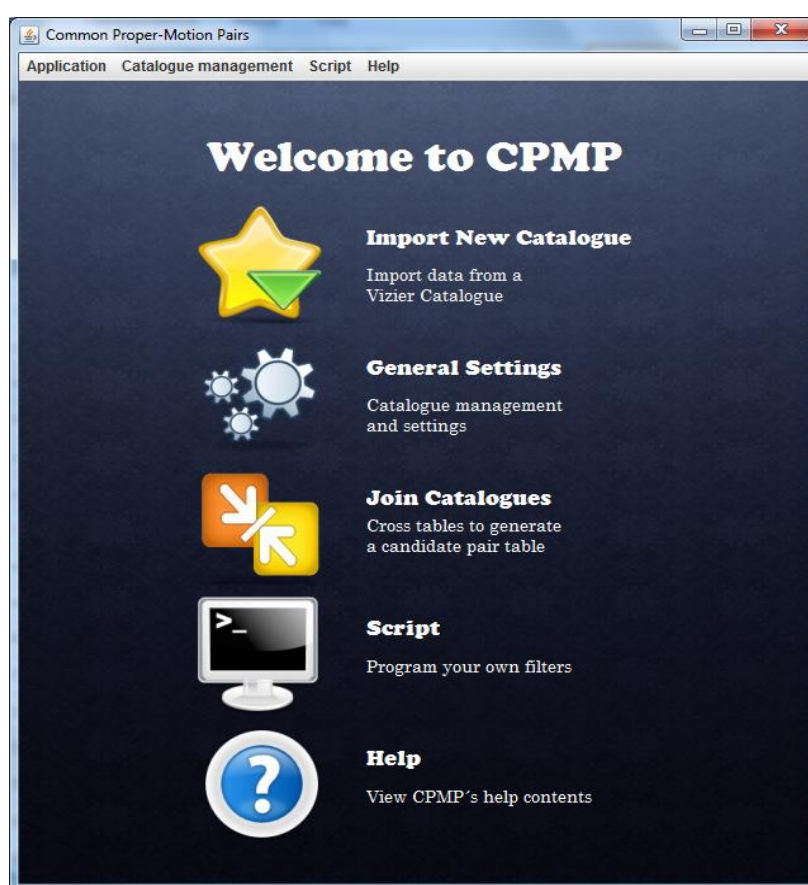 Common Proper-Motion Pairs
Application Catalogue management Script Help
Welcome to CPMP
Import New Catalogue
Import data from a
Vizier Catalogue
General Settings
Catalogue management
and settings
Join Catalogues
Cross tables to generate
a candidate pair table
>_
Script
Program your own filters
?
Help
View CPMP´s help contents